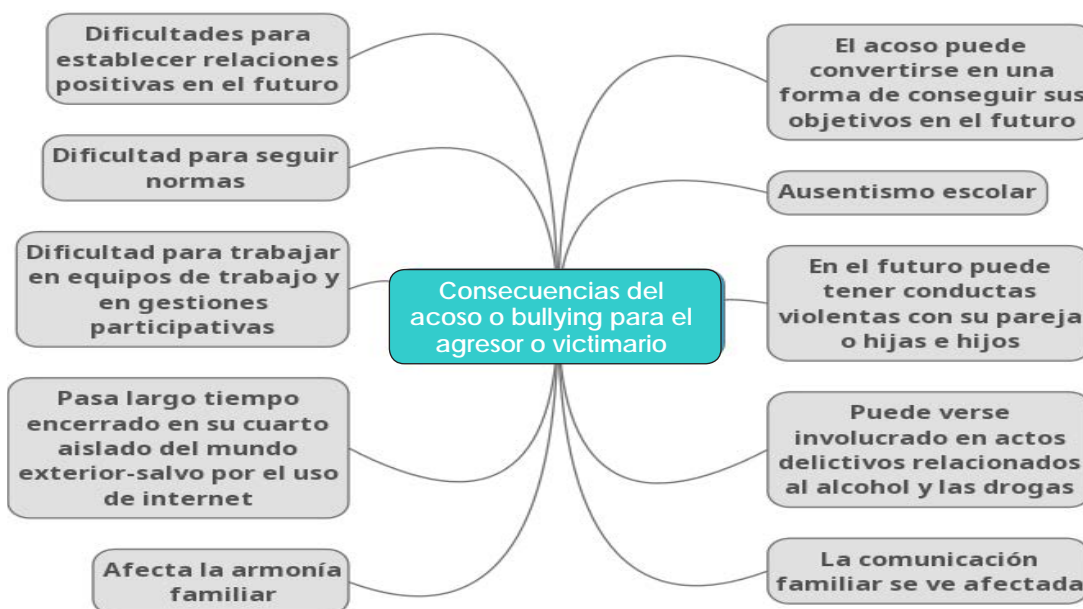 Dificultades para
establecer relaciones
positivas en el futuro
Dificultad para seguir
normas
Dificultad para trabajar
en equipos de trabajo y
en gestiones
participativas
Pasa largo tiempo
encerrado en su cuarto
aislado del mundo
exterior-salvo por el uso
de internet
Afecta la armonía
familiar
Consecuencias del
acoso o bullying para el
agresor o victimario
El acoso puede
convertirse en una
forma de conseguir sus
objetivos en el futuro
Ausentismo escolar
En el futuro puede
tener conductas
violentas con su pareja
o hijas e hijos
Puede verse
involucrado en actos
delictivos relacionados
al alcohol y las drogas
La comunicación
familiar se ve afectada